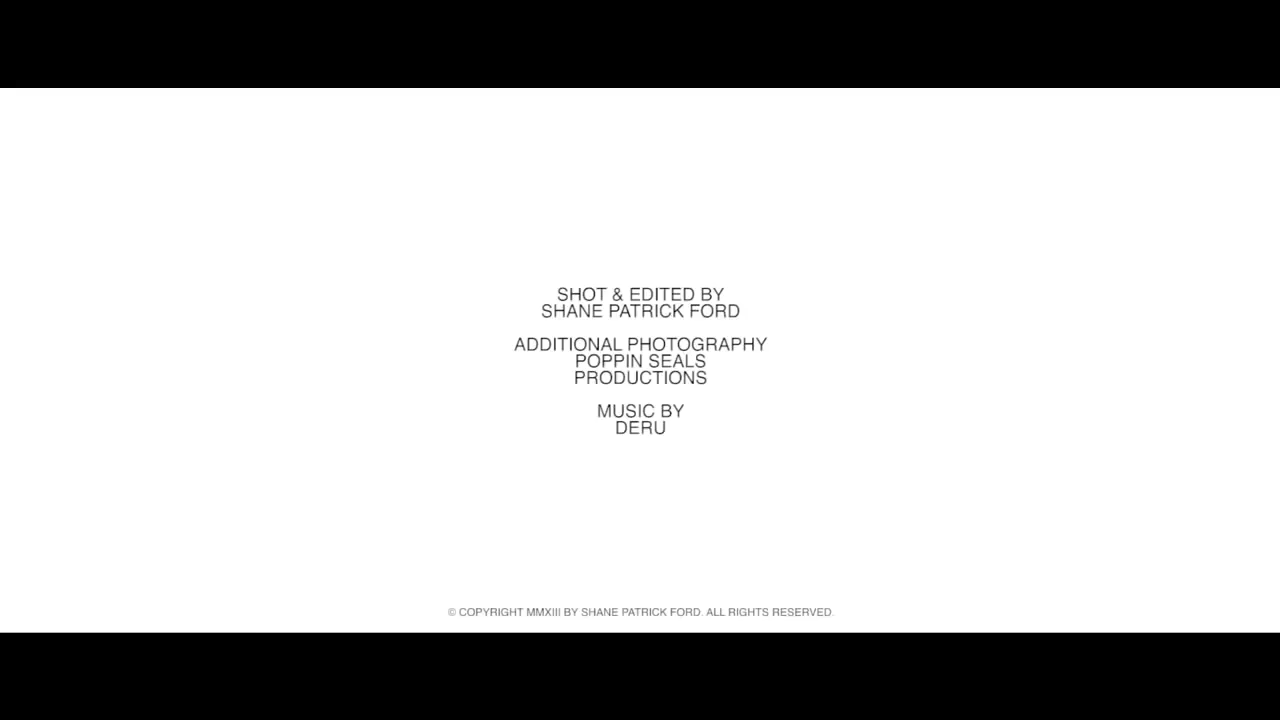 SHOT & EDITED BY
SHANE PATRICK FORD
ADDITIONAL PHOTOGRAPHY
POPPIN SEALS
PRODUCTIONS
MUSIC BY
DERU
© COPYRIGHT MMXIII BY SHANE PATRICK FORD. ALL RIGHTS RESERVED.